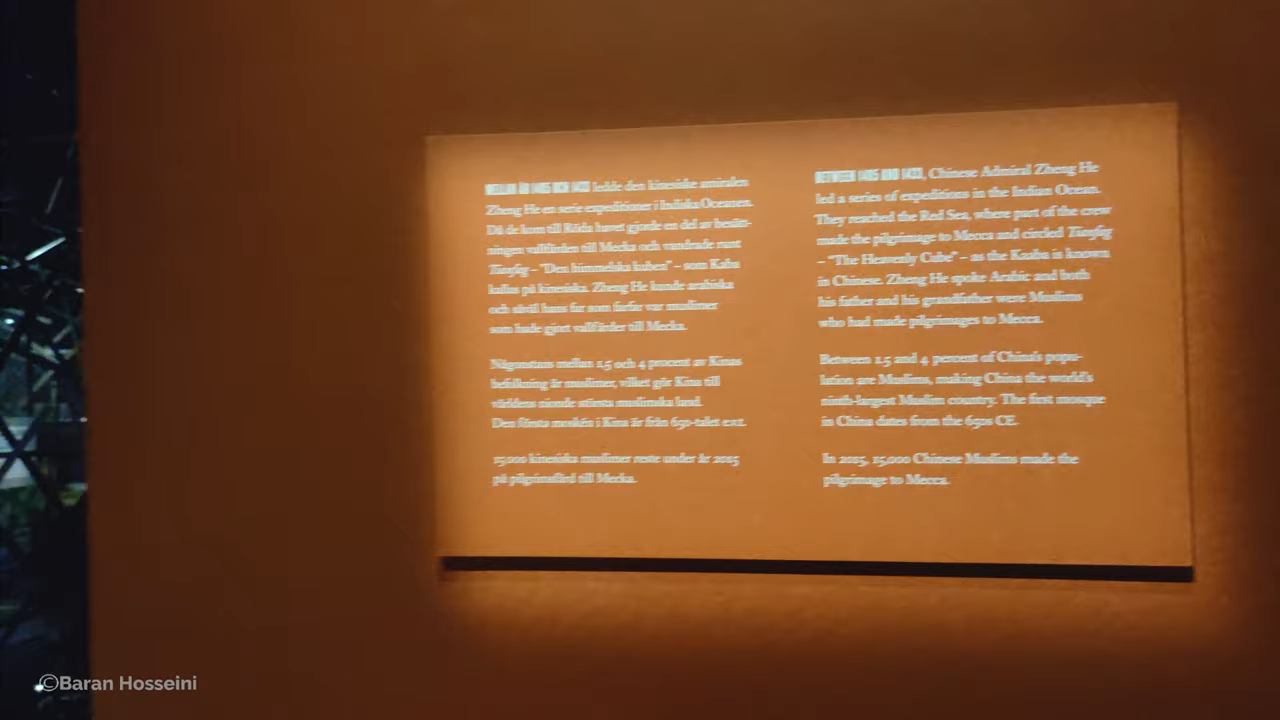 MELLAN ÅR 1405 OCH 1433 ledde den kinesiske amiralen
Zheng He en serie expeditioner i Indiska Oceanen.
Då de kom till Röda havet gjorde en del av besätt-
ningen vallfärden till Mecka och vandrade runt
Tianfang – "Den himmelska kuben" – som Kaba
kallas på kinesiska. Zheng He kunde arabiska
och såväl hans far som farfar var muslimer
som hade gjort vallfärder till Mecka.
Någonstans mellan 1,5 och 4 procent av Kinas
befolkning är muslimer, vilket gör Kina till
världens nionde största muslimska land.
Den första moskén i Kina är från 650-talet e.v.t.
15 000 kinesiska muslimer reste under år 2015
på pilgrimsfärd till Mecka.
BETWEEN 1405 AND 1433, Chinese Admiral Zheng He
led a series of expeditions in the Indian Ocean.
They reached the Red Sea, where part of the crew
made the pilgrimage to Mecca and circled
– "The Heavenly Cube" – as the Kaaba is known
in Chinese. Zheng He spoke Arabic and both
his father and his grandfather were Muslims
who had made pilgrimages to Mecca.
Between 1.5 and 4 percent of China's popu-
lation are Muslims, making China the world's
ninth-largest Muslim country. The first mosque
in China dates from the 650s CE.
In 2015, 15,000 Chinese Muslims made the
pilgrimage to Mecca.
©Baran Hosseini